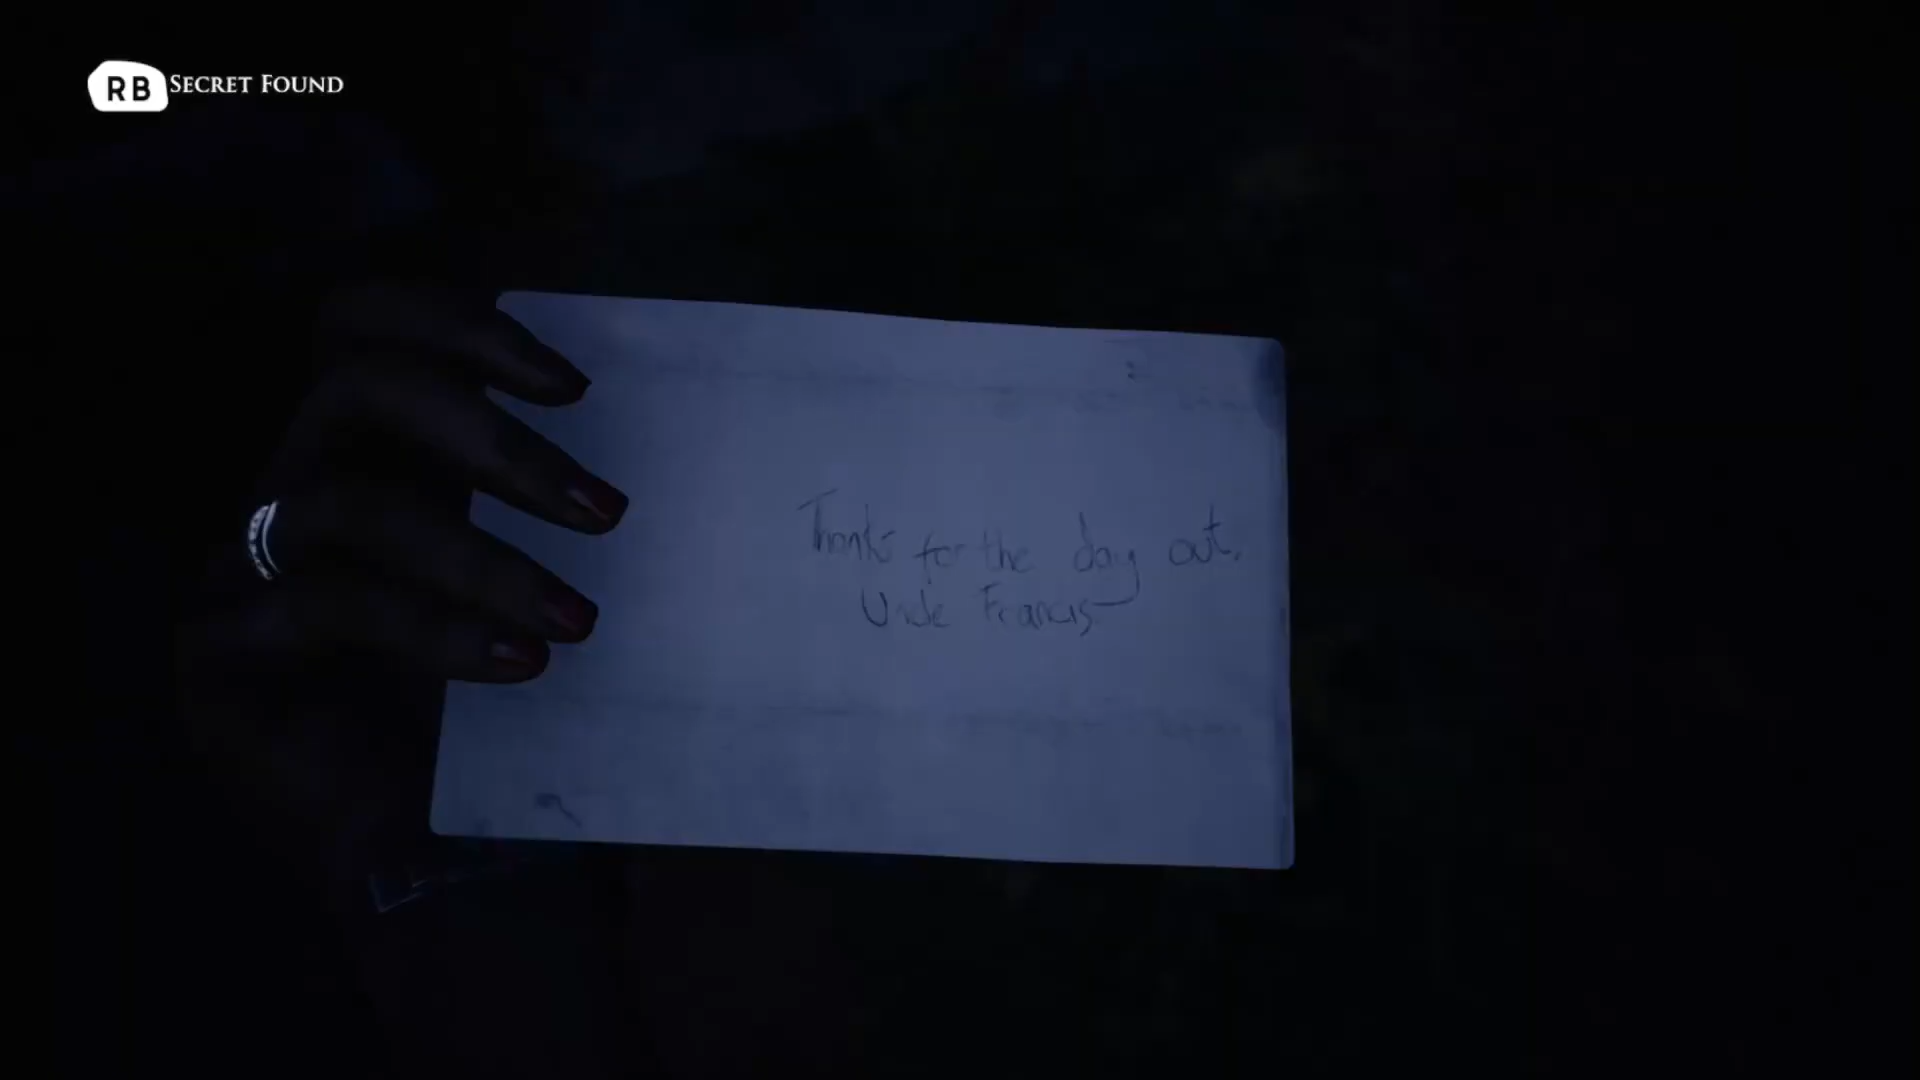 RB SECRET FOUND
Thanks for the day out.
Uncle Francis